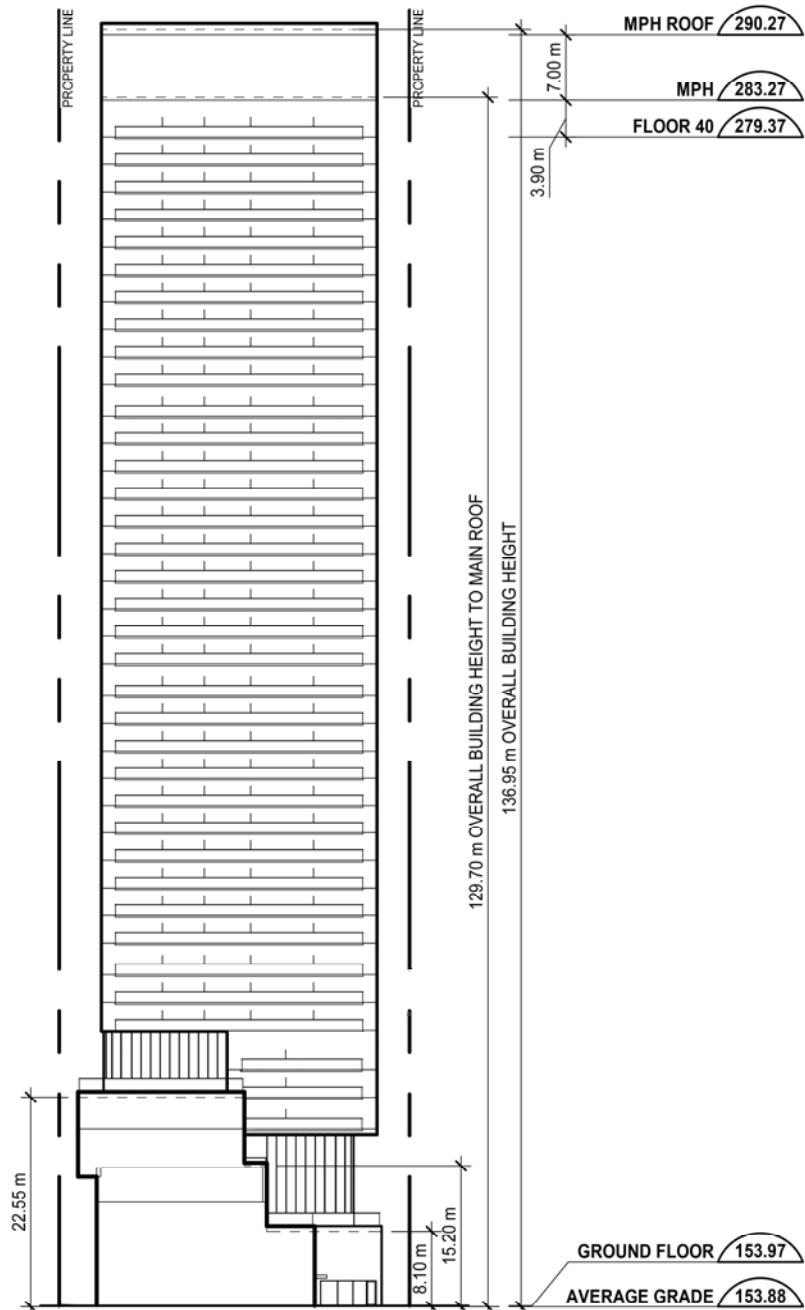 PROPERTY LINE
PROPERTY LINE
MPH ROOF 290.27
7.00 m
MPH 283.27
FLOOR 40 279.37
3.90 m
129.70 m OVERALL BUILDING HEIGHT TO MAIN ROOF
136.95 m OVERALL BUILDING HEIGHT
22.55 m
15.20 m
8.10 m
GROUND FLOOR 153.97
AVERAGE GRADE 153.88